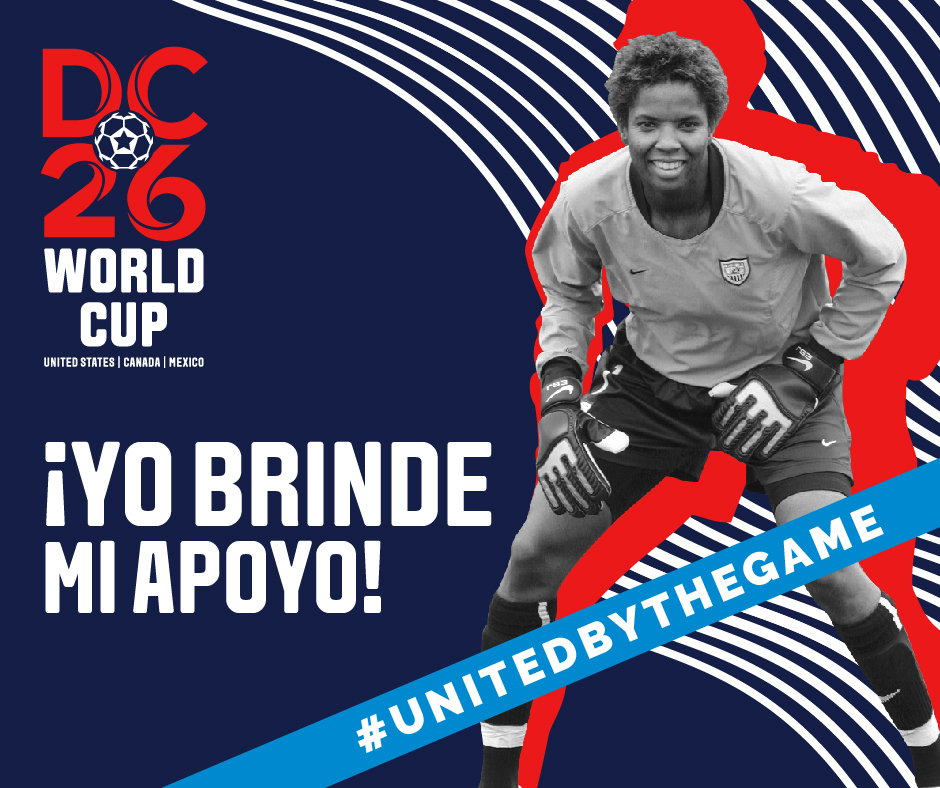 DC
26
WORLD
CUP
UNITED STATES | CANADA | MEXICO
¡YO BRINDE
MI APOYO!
#UNITEDBYTHEGAME